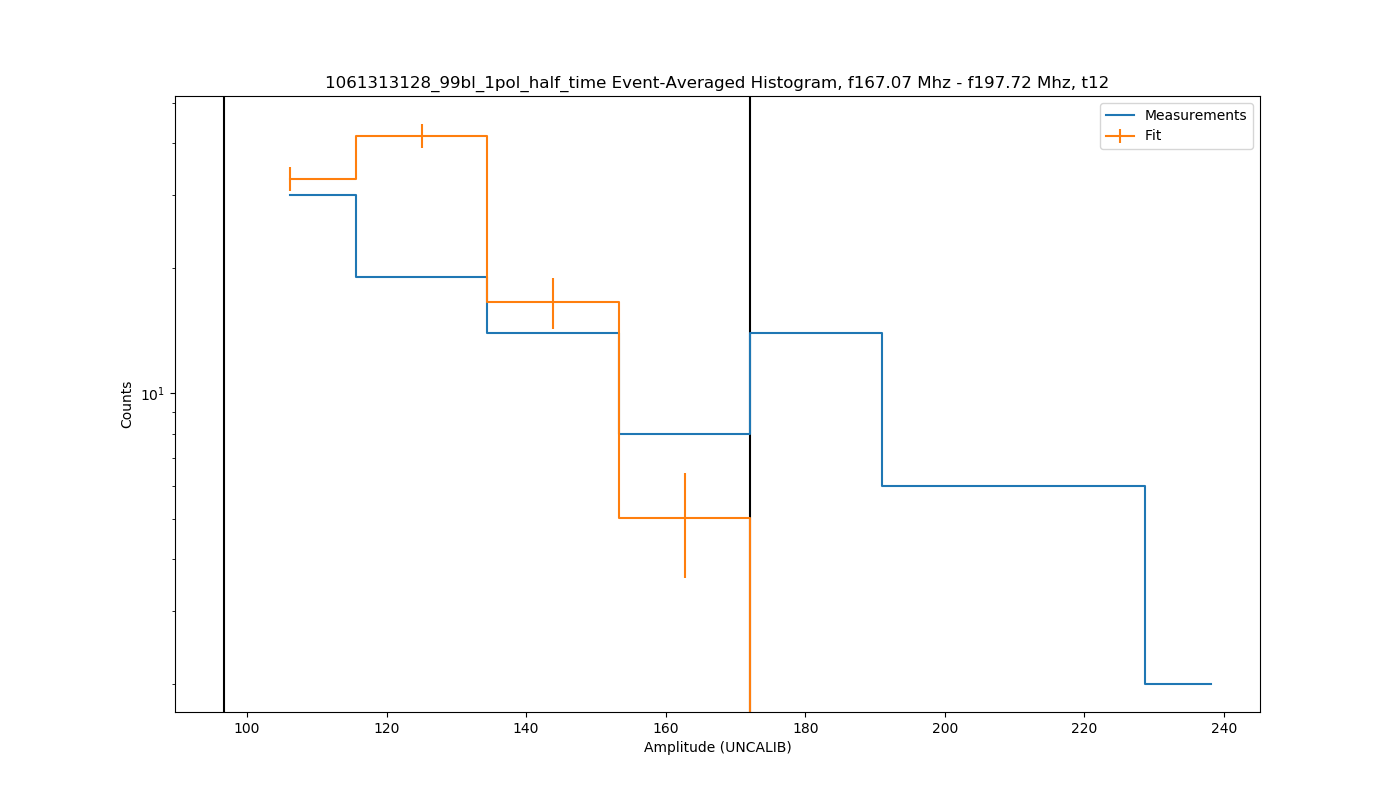 1061313128_99bl_1pol_half_time Event-Averaged Histogram, f167.07 Mhz - f197.72 Mhz, t12
Measurements
Fit
Counts
10¹
100 120 140 160 180 200 220 240
Amplitude (UNCALIB)